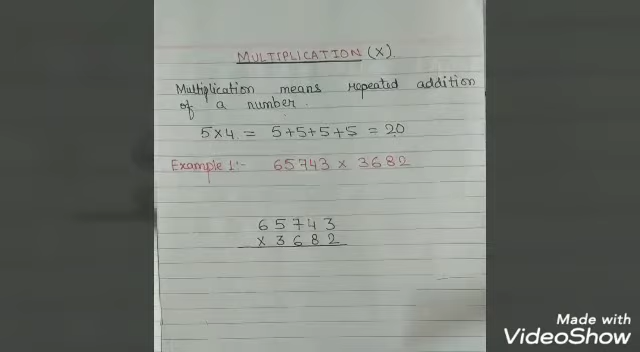 MULTIPLICATION (X).
Multiplication means repeated addition
of a number.
5×4 = 5+5+5+5 = 20
Example 1:- 65743 × 3682
65743
× 3682
Made with
VideoShow